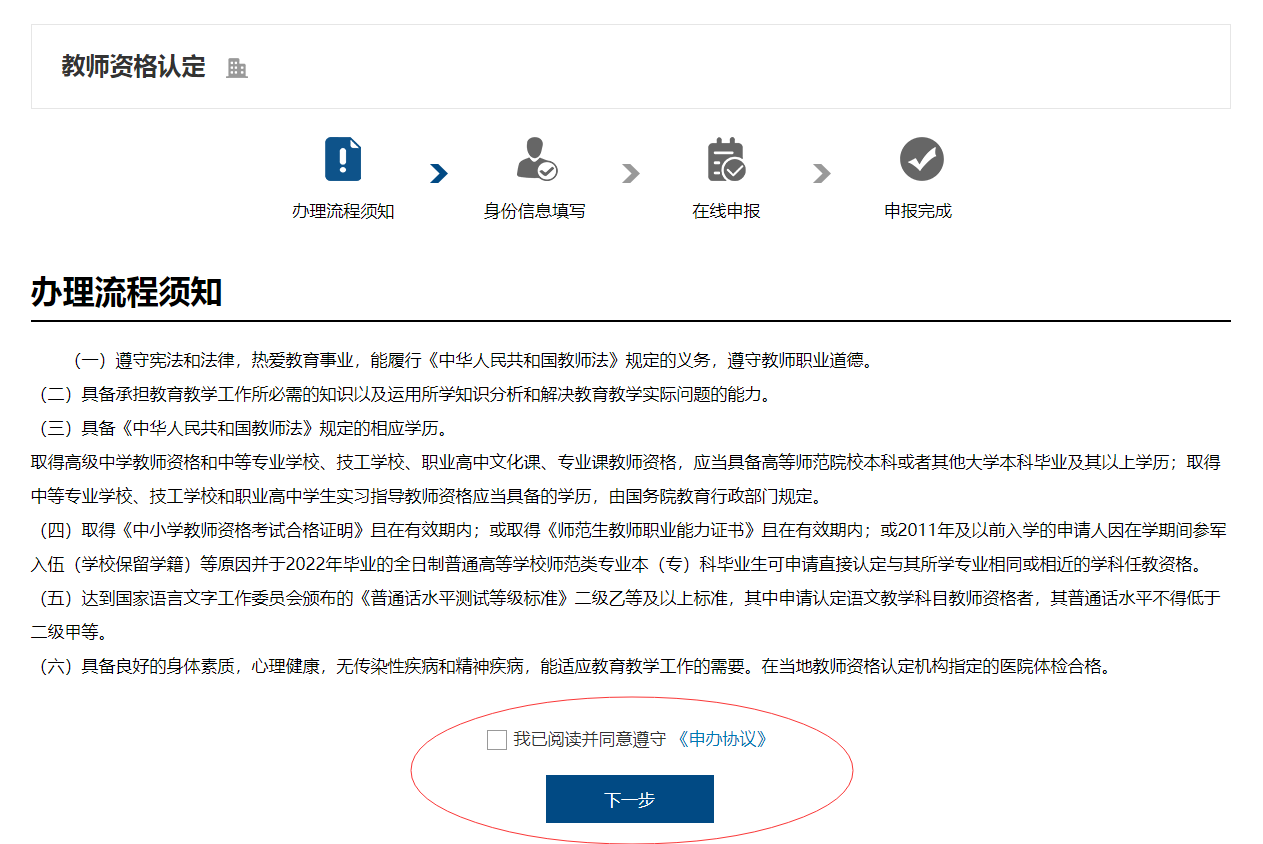 教师资格认定
办理流程须知
身份信息填写
在线申报
申报完成
办理流程须知
（一）遵守宪法和法律，热爱教育事业，能履行《中华人民共和国教师法》规定的义务，遵守教师职业道德。
（二）具备承担教育教学工作所必需的知识以及运用所学知识分析和解决教育教学实际问题的能力。
（三）具备《中华人民共和国教师法》规定的相应学历。
取得高级中学教师资格和中等专业学校、技工学校、职业高中文化课、专业课教师资格，应当具备高等师范院校本科或者其他大学本科毕业及其以上学历；取得
中等专业学校、技工学校和职业高中学生实习指导教师资格应当具备的学历，由国务院教育行政部门规定。
（四）取得《中小学教师资格考试合格证明》且在有效期内；或取得《师范生教师职业能力证书》且在有效期内；或2011年及以前入学的申请人因在学期间参军
入伍（学校保留学籍）等原因并于2022年毕业的全日制普通高等学校师范类专业本（专）科毕业生可申请直接认定与其所学专业相同或相近的学科任教资格。
（五）达到国家语言文字工作委员会颁布的《普通话水平测试等级标准》二级乙等及以上标准，其中申请认定语文教学科目教师资格者，其普通话水平不得低于
二级甲等。
（六）具备良好的身体素质，心理健康，无传染性疾病和精神疾病，能适应教育教学工作的需要。在当地教师资格认定机构指定的医院体检合格。
我已阅读并同意遵守 《申办协议》
下一步